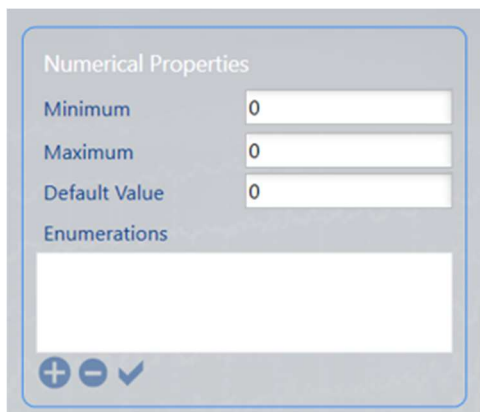 Numerical Properties
Minimum 0
Maximum 0
Default Value 0
Enumerations